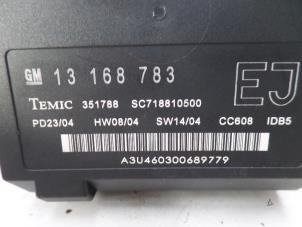 GM 13 168 783 EJ
TEMIC 351788 SC718810500
PD23/04 HW08/04 SW14/04 CC608 IDB5
A3U460300689779